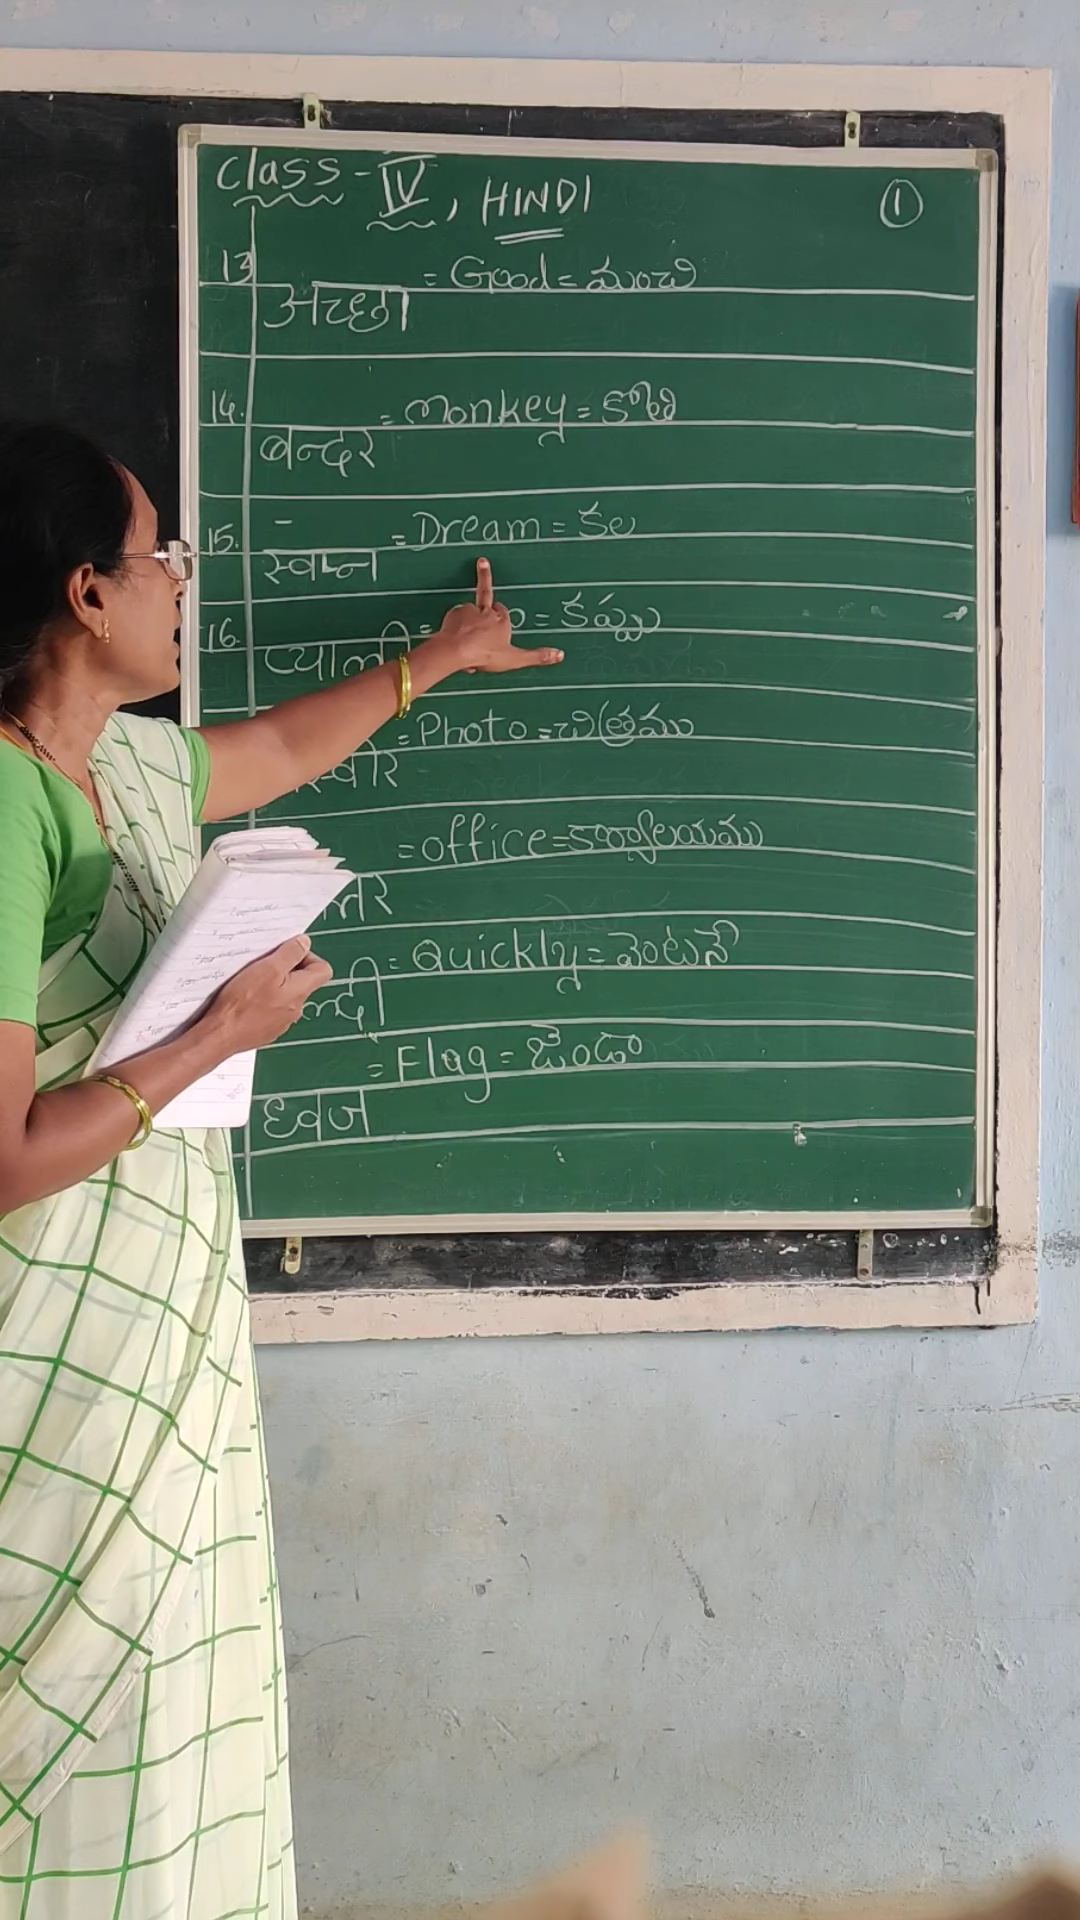 Class - IV, HINDI
1
13 अच्छा = Good = మంచి
14. बन्दर = Monkey = కోతి
15. स्वप्न = Dream = కల
16. प्याली = = కప్పు
= Photo = చిత్రము
= office = కార్యాలయము
= Quickly = వెంటనే
ध्वज = Flag = జెండా